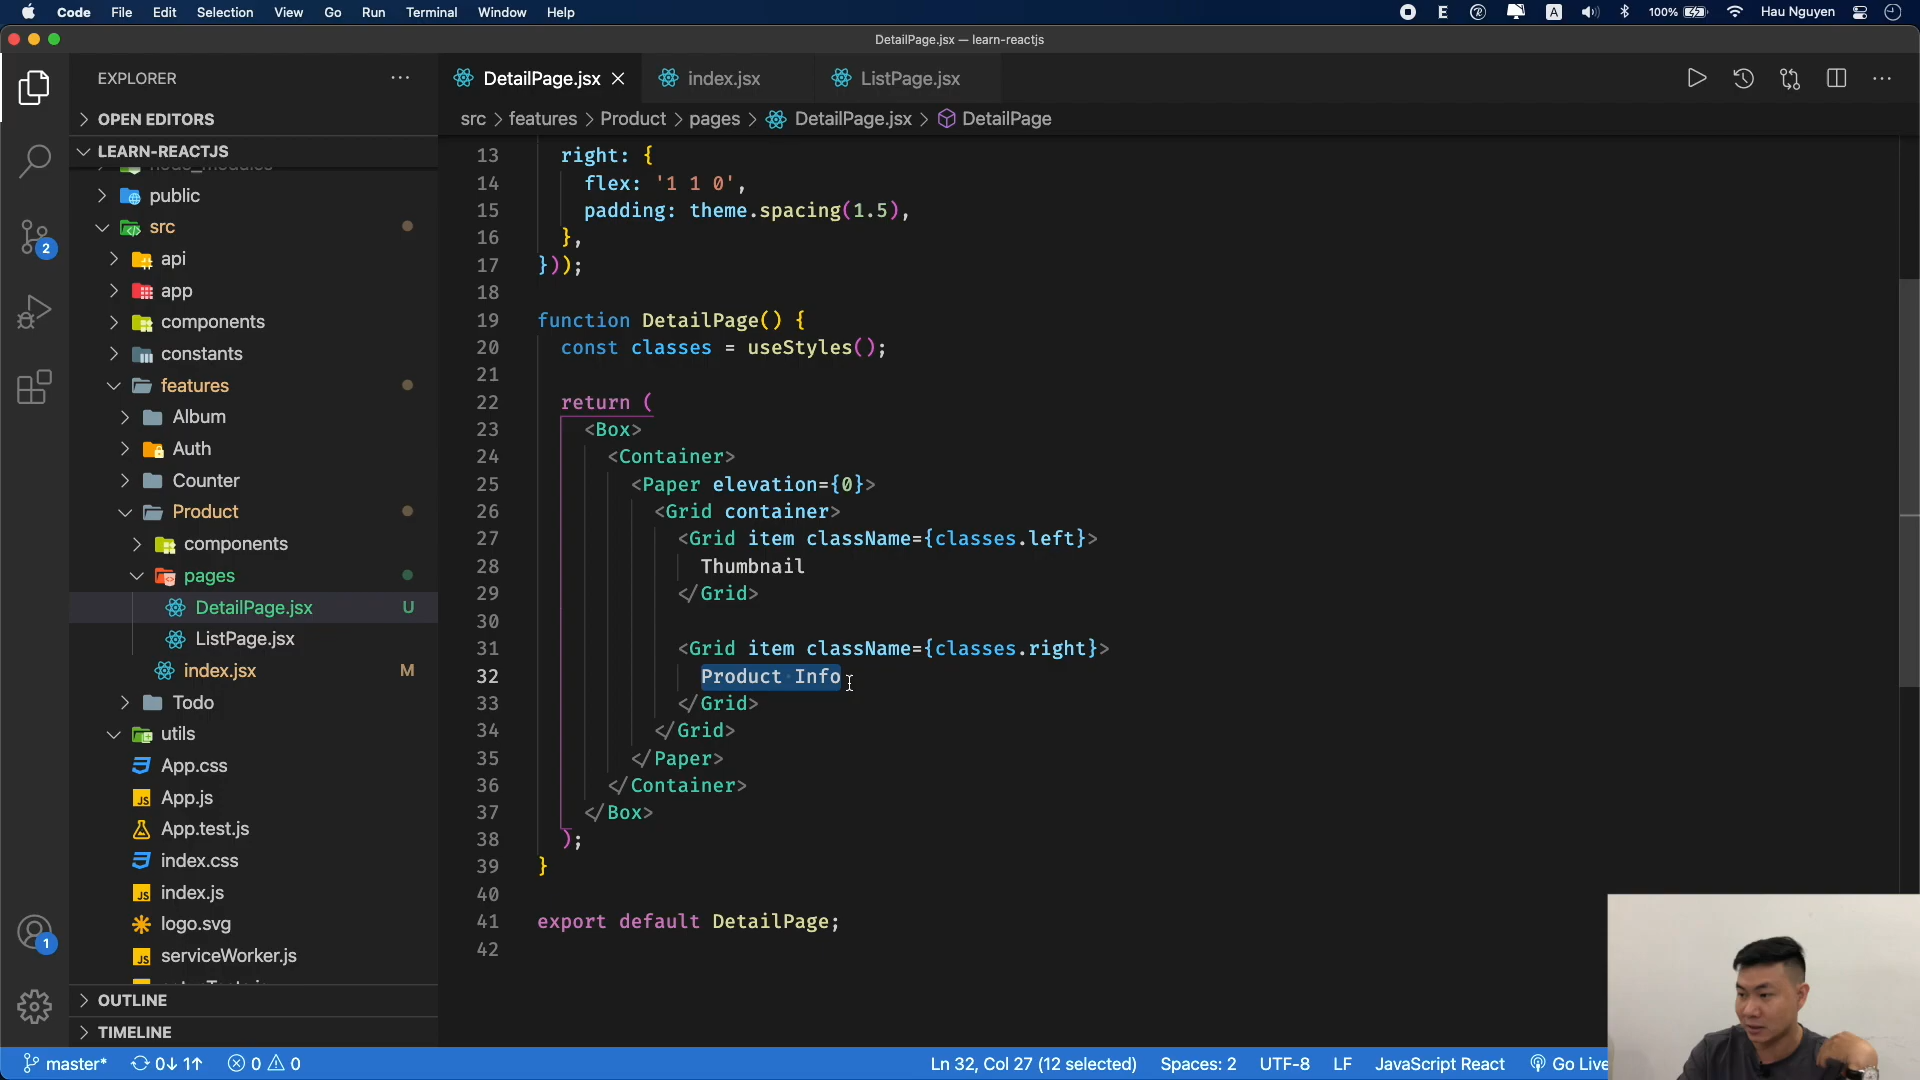 Code File Edit Selection View Go Run Terminal Window Help
E A 100% Hau Nguyen
DetailPage.jsx — learn-reactjs
EXPLORER
OPEN EDITORS
LEARN-REACTJS
node_modules
public
src
api
app
components
constants
features
Album
Auth
Counter
Product
components
pages
DetailPage.jsx U
ListPage.jsx
index.jsx M
Todo
utils
App.css
App.js
App.test.js
index.css
index.js
logo.svg
serviceWorker.js
OUTLINE
TIMELINE
2
1
DetailPage.jsx index.jsx ListPage.jsx
src > features > Product > pages > DetailPage.jsx > DetailPage
13 right: {
14 flex: '1 1 0',
15 padding: theme.spacing(1.5),
16 },
17 }));
18
19 function DetailPage() {
20 const classes = useStyles();
21
22 return (
23 <Box>
24 <Container>
25 <Paper elevation={0}>
26 <Grid container>
27 <Grid item className={classes.left}>
28 Thumbnail
29 </Grid>
30
31 <Grid item className={classes.right}>
32 Product Info
33 </Grid>
34 </Grid>
35 </Paper>
36 </Container>
37 </Box>
38 );
39 }
40
41 export default DetailPage;
42
master* 0↓ 1↑ 0 0 Ln 32, Col 27 (12 selected) Spaces: 2 UTF-8 LF JavaScript React Go Live